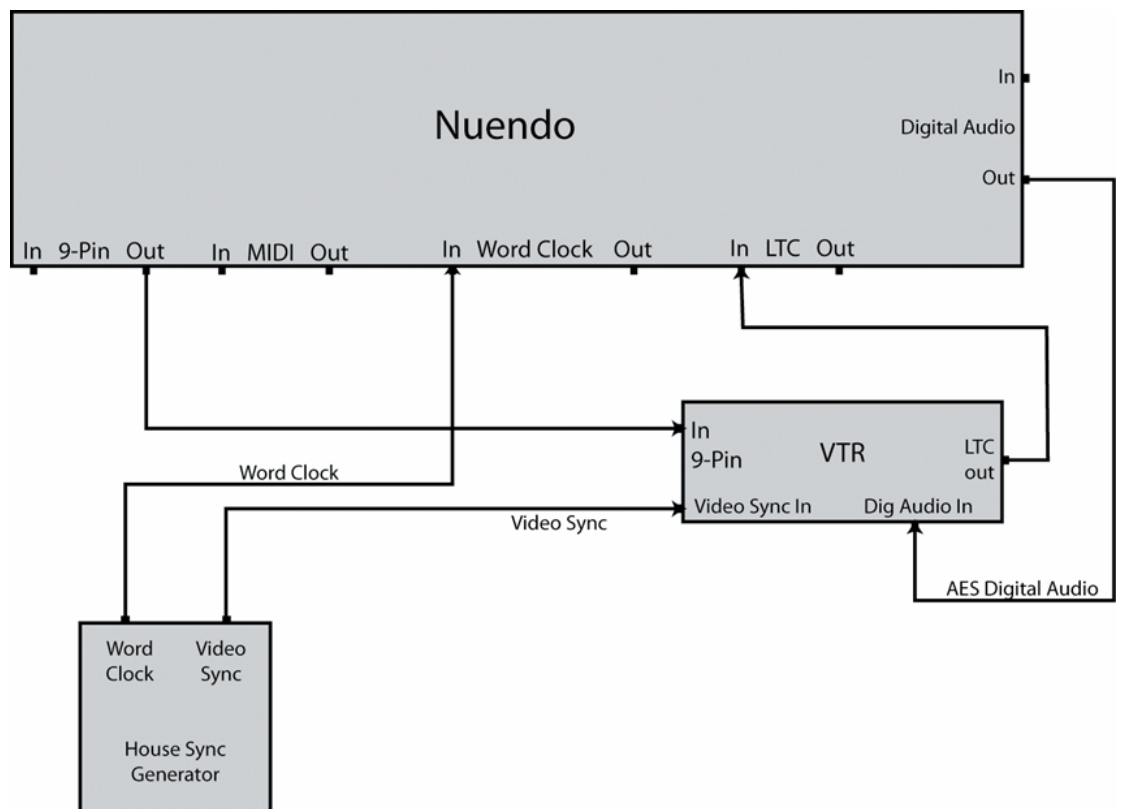 In
Nuendo
Digital Audio
Out
In 9-Pin Out In MIDI Out In Word Clock Out In LTC Out
In
9-Pin
VTR
LTC
out
Word Clock
Video Sync In
Dig Audio In
Video Sync
AES Digital Audio
Word
Clock
Video
Sync
House Sync
Generator